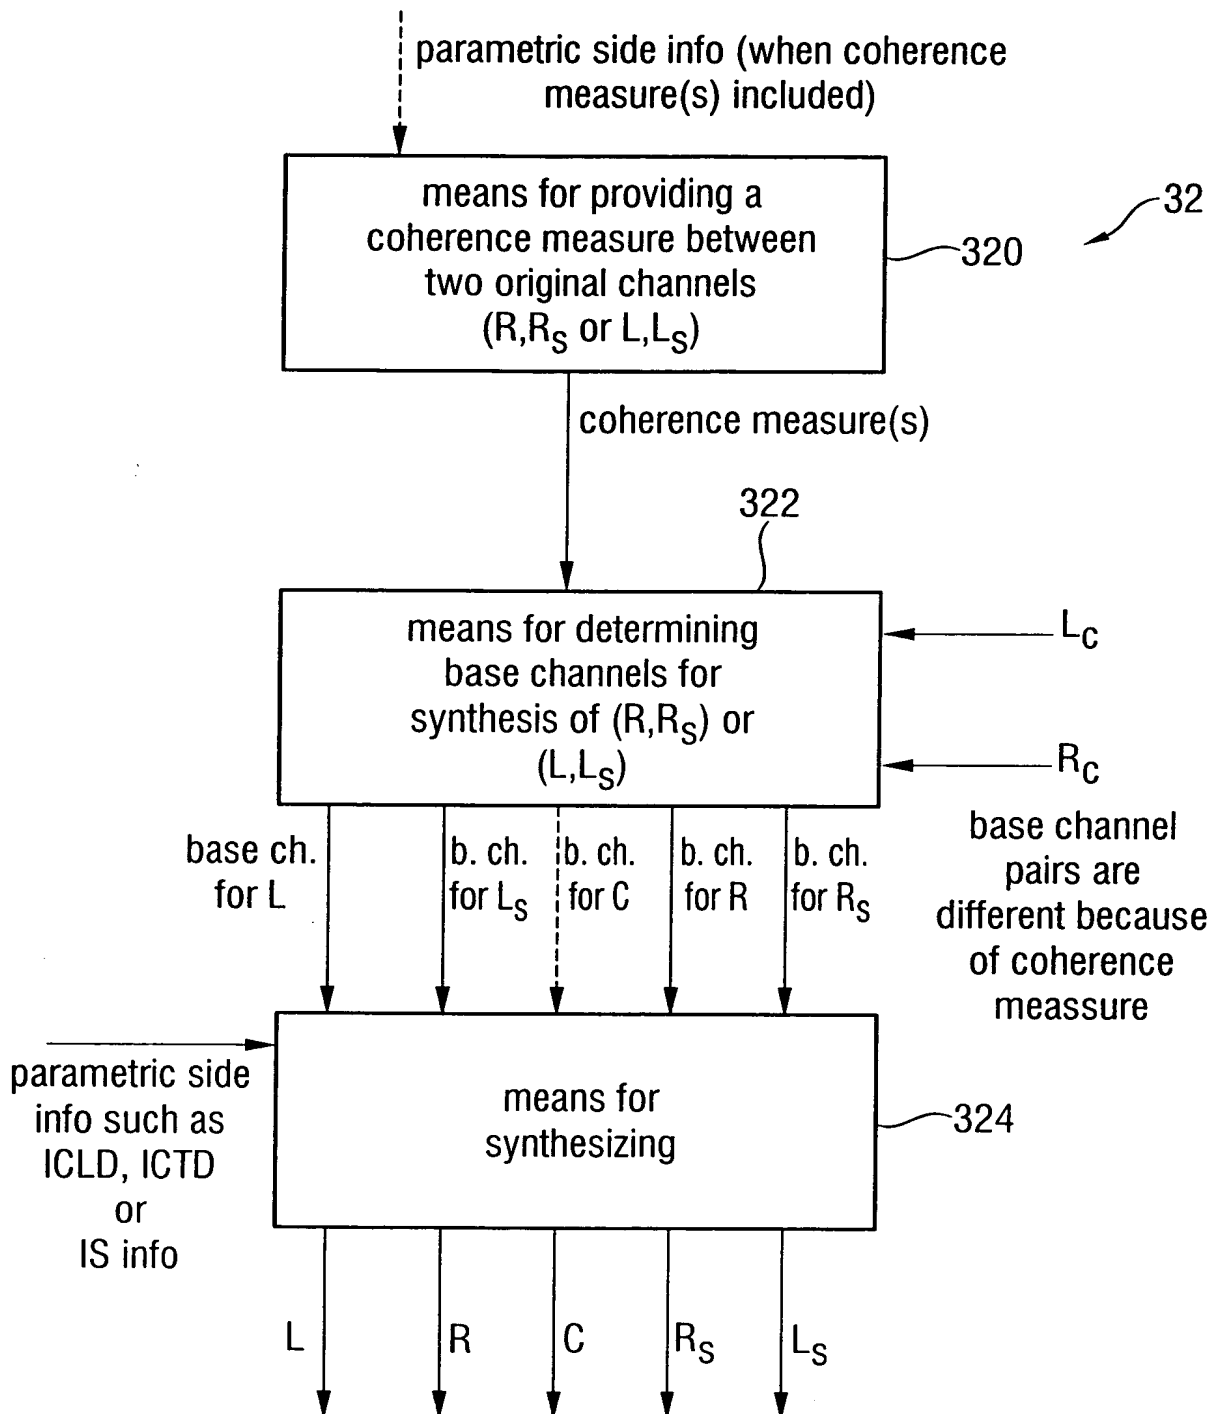 parametric side info (when coherence
measure(s) included)
means for providing a
coherence measure between
two original channels
(R,RS or L,LS)
320
32
coherence measure(s)
322
means for determining
base channels for
synthesis of (R,RS) or
(L,LS)
LC
RC
base ch.
for L
b. ch.
for LS
b. ch.
for C
b. ch.
for R
b. ch.
for RS
base channel
pairs are
different because
of coherence
meassure
parametric side
info such as
ICLD, ICTD
or
IS info
means for
synthesizing
324
L
R
C
RS
LS